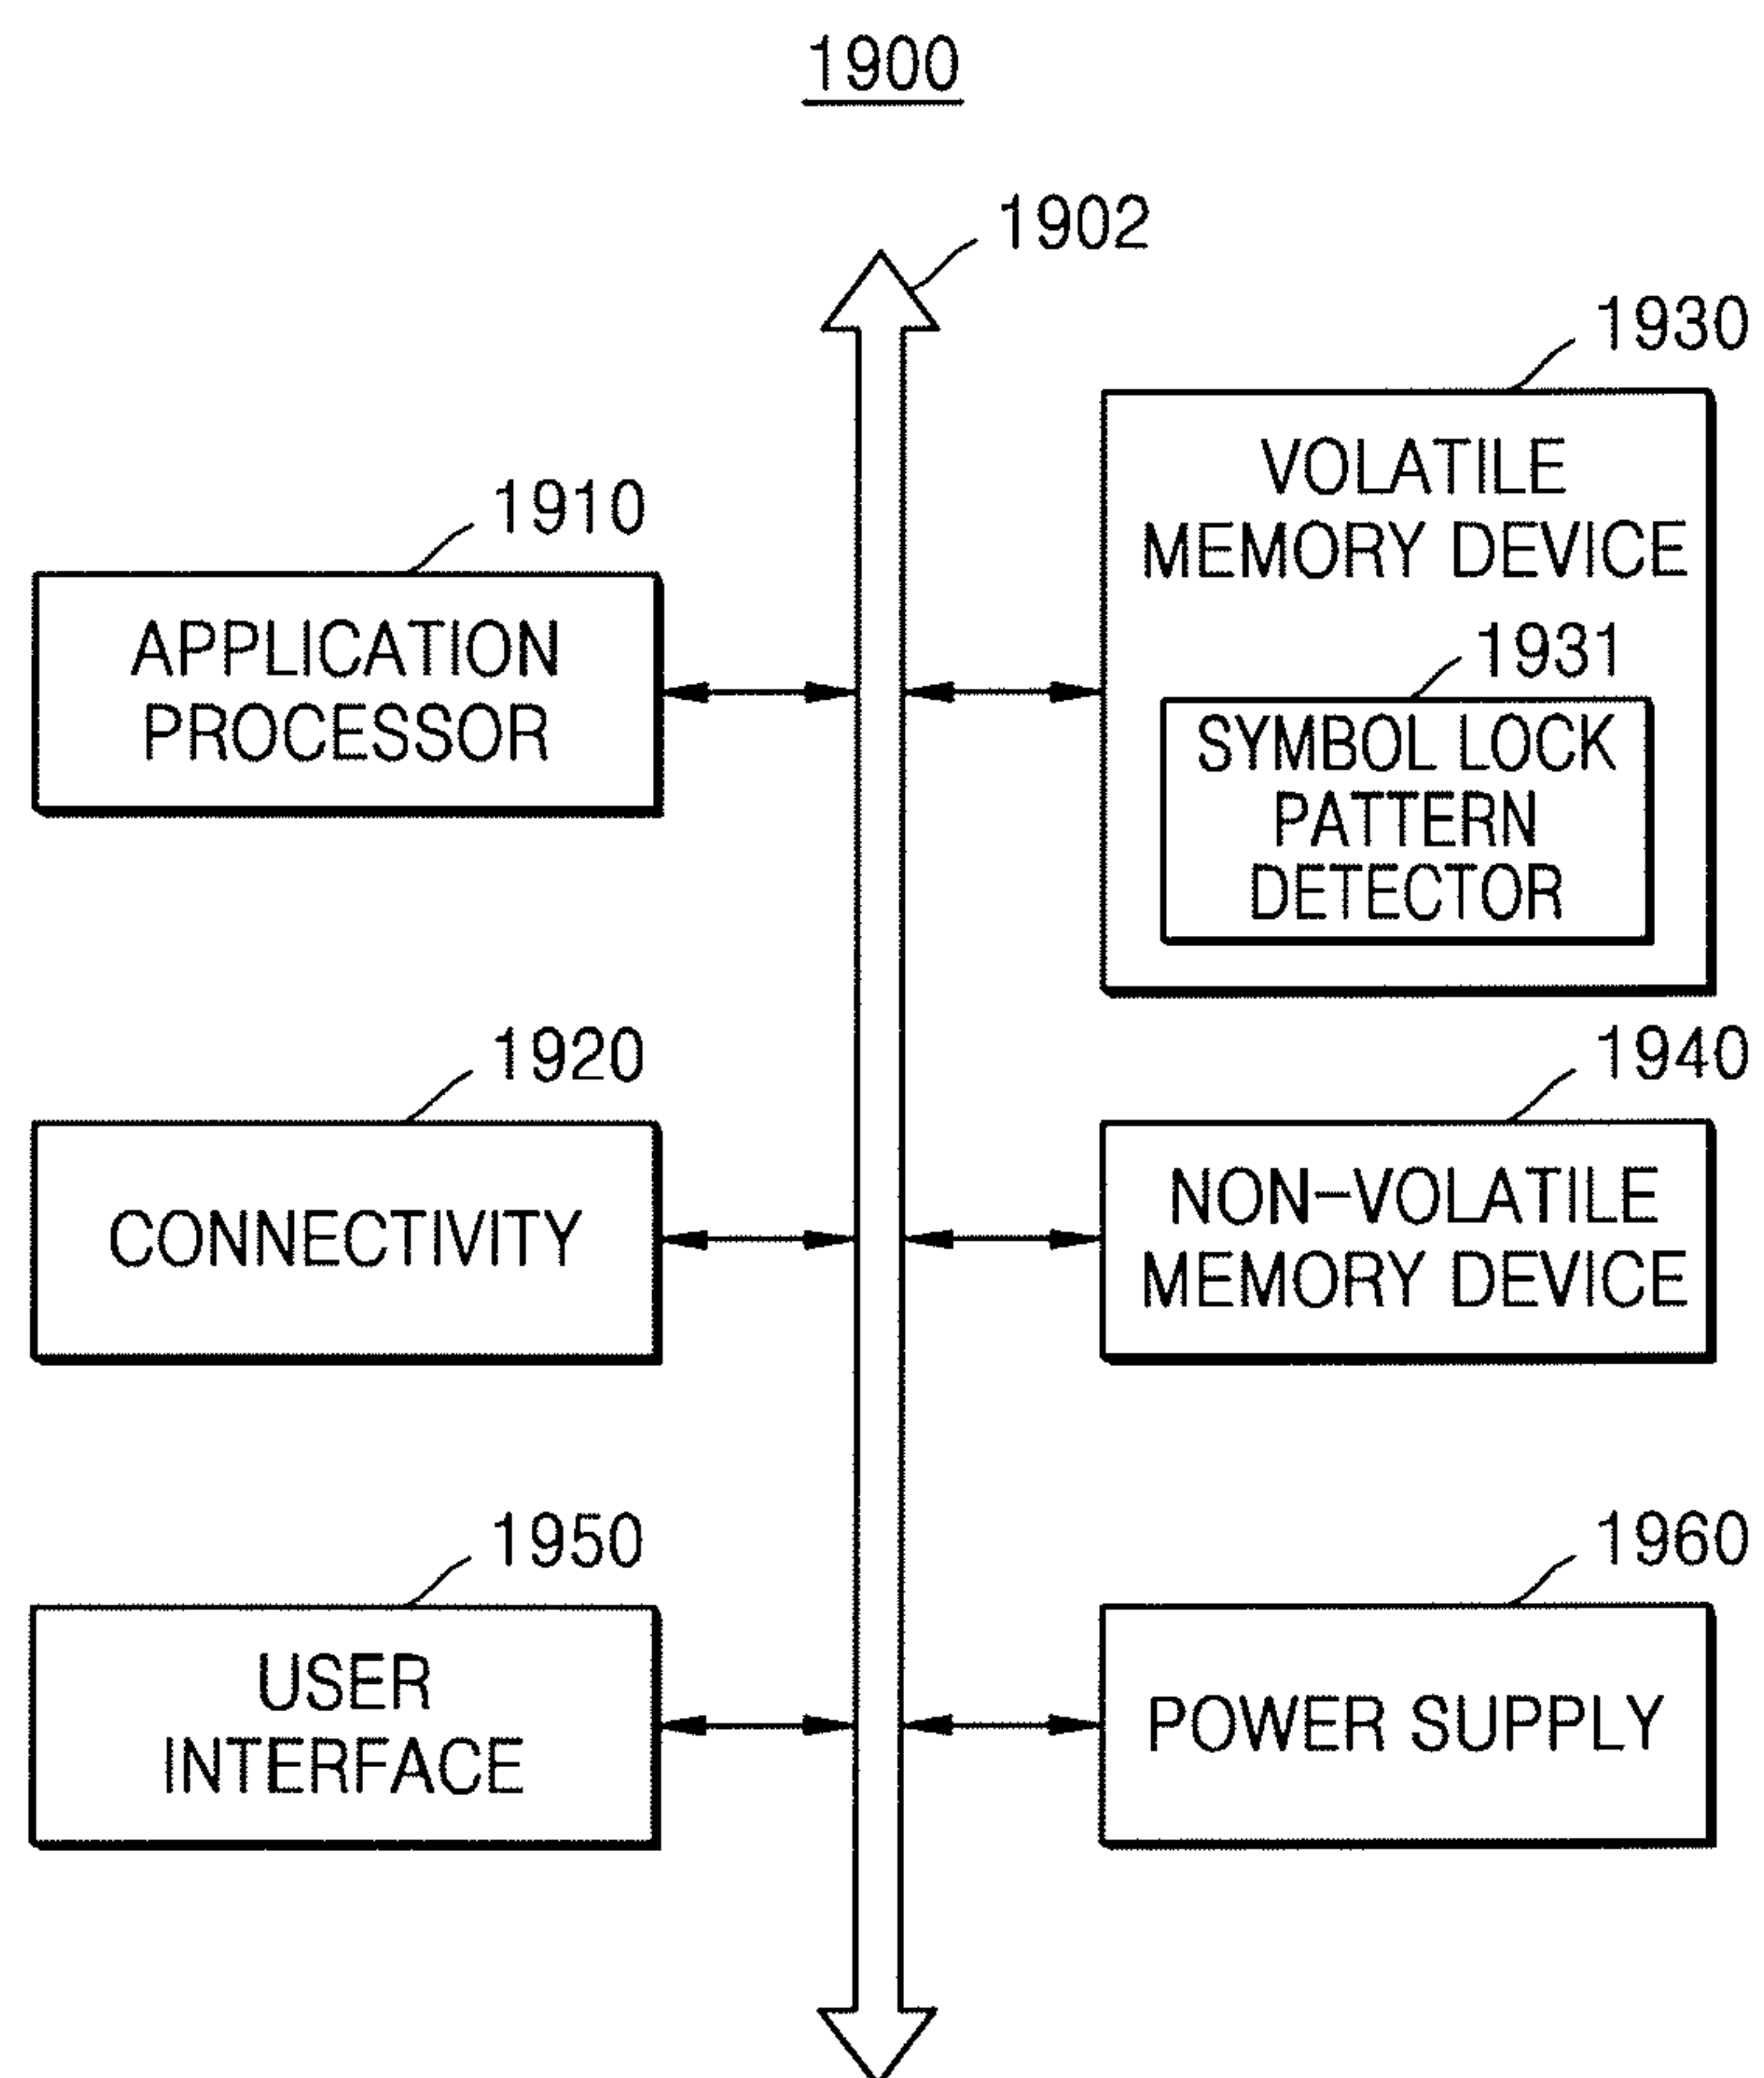 1900
1902
1930
VOLATILE
MEMORY DEVICE
1931
SYMBOL LOCK
PATTERN
DETECTOR
1910
APPLICATION
PROCESSOR
1920
CONNECTIVITY
1940
NON-VOLATILE
MEMORY DEVICE
1950
USER
INTERFACE
1960
POWER SUPPLY